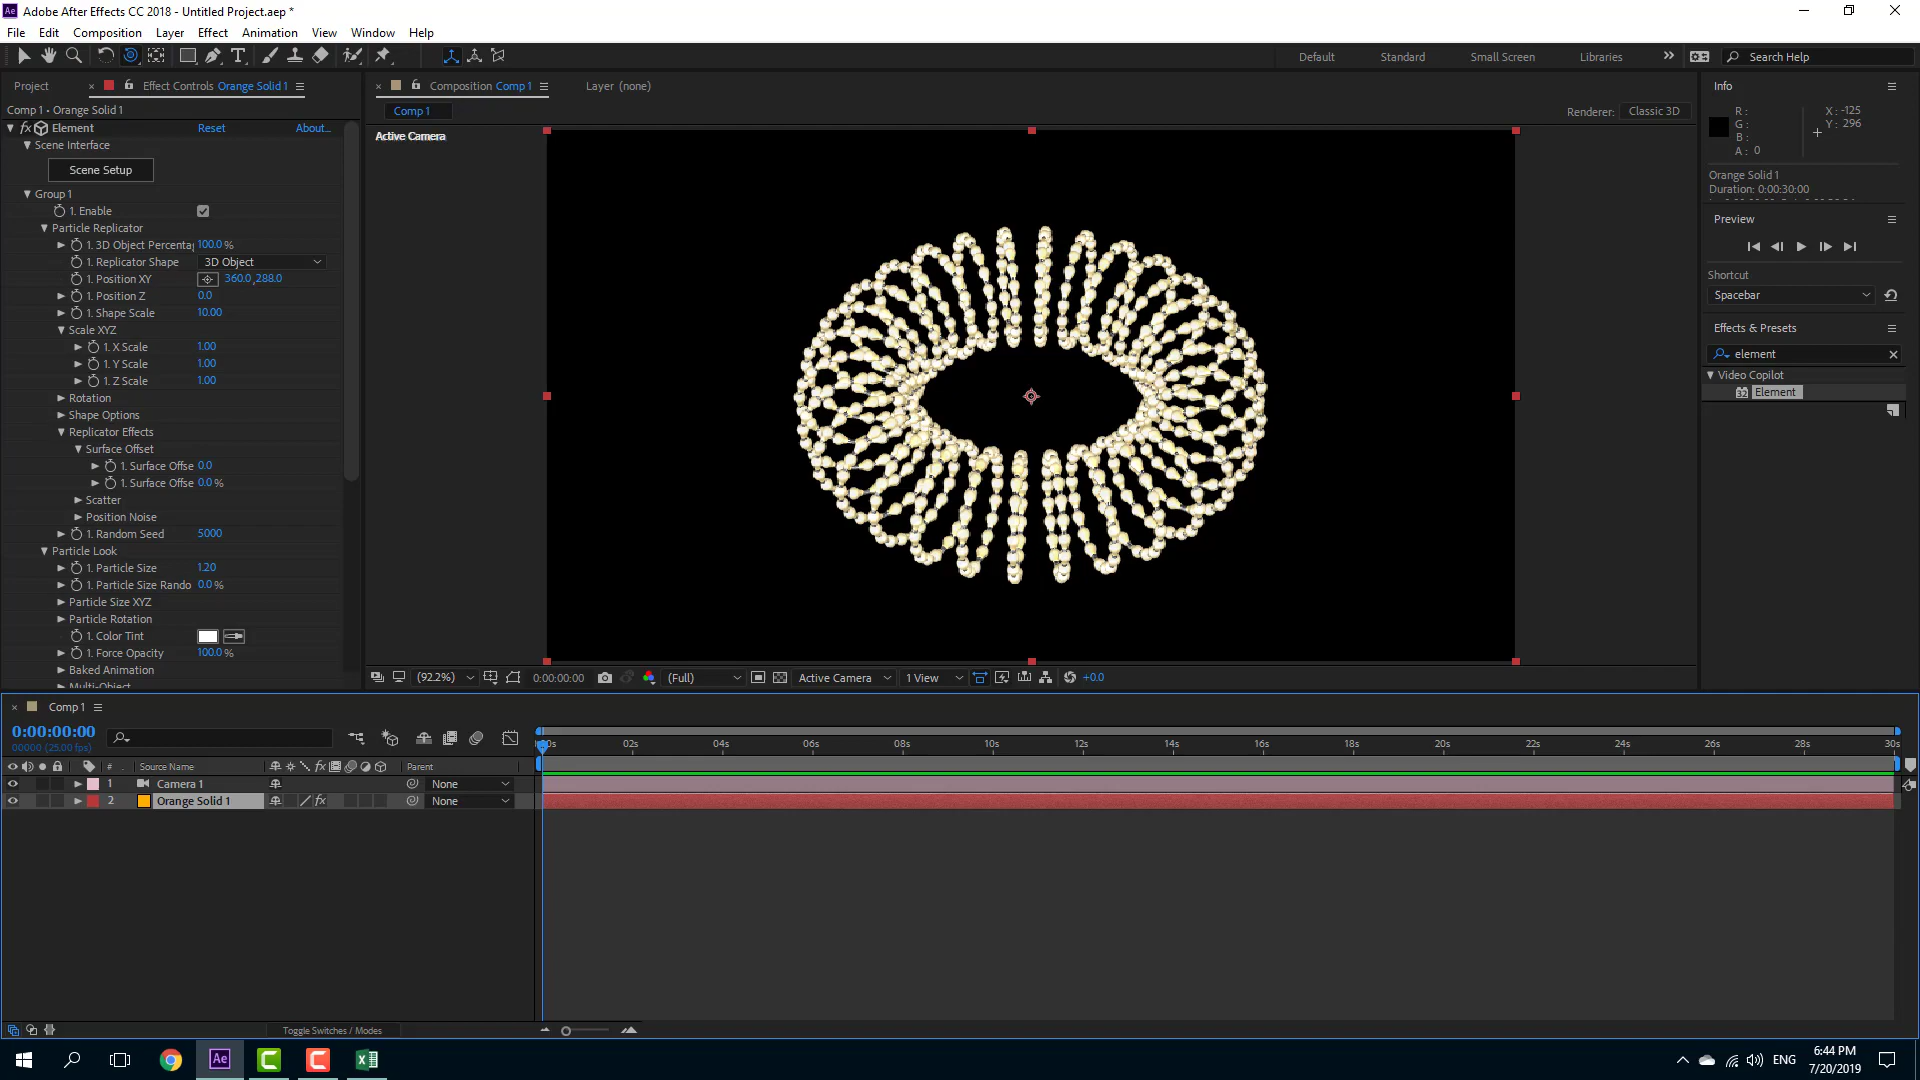 Ae Adobe After Effects CC 2018 - Untitled Project.aep *
File Edit Composition Layer Effect Animation View Window Help
T Default Standard Small Screen Libraries » Search Help
Project × Effect Controls Orange Solid 1
Comp 1 • Orange Solid 1
fx Element Reset About...
Scene Interface
Scene Setup
Group 1
1. Enable
Particle Replicator
1. 3D Object Percentag 100.0 %
1. Replicator Shape 3D Object
1. Position XY 360.0, 288.0
1. Position Z 0.0
1. Shape Scale 10.00
Scale XYZ
1. X Scale 1.00
1. Y Scale 1.00
1. Z Scale 1.00
Rotation
Shape Options
Replicator Effects
Surface Offset
1. Surface Offse 0.0
1. Surface Offse 0.0 %
Scatter
Position Noise
1. Random Seed 5000
Particle Look
1. Particle Size 1.20
1. Particle Size Rando 0.0 %
Particle Size XYZ
Particle Rotation
1. Color Tint
1. Force Opacity 100.0 %
Baked Animation
Multi-Object
× Composition Comp 1 Layer (none)
Comp 1
Renderer: Classic 3D
Active Camera
(92.2%) 0:00:00:00 (Full) Active Camera 1 View +0.0
Info
R : X : -125
G : Y : 296
B :
A : 0
Orange Solid 1
Duration: 0:00:30:00
Preview
Shortcut
Spacebar
Effects & Presets
element ×
Video Copilot
32 Element
× Comp 1
0:00:00:00
00000 (25.00 fps)
00s 02s 04s 06s 08s 10s 12s 14s 16s 18s 20s 22s 24s 26s 28s 30s
# Source Name fx Parent
1 Camera 1 None
2 Orange Solid 1 fx None
Toggle Switches / Modes
Ae ENG 6:44 PM
7/20/2019